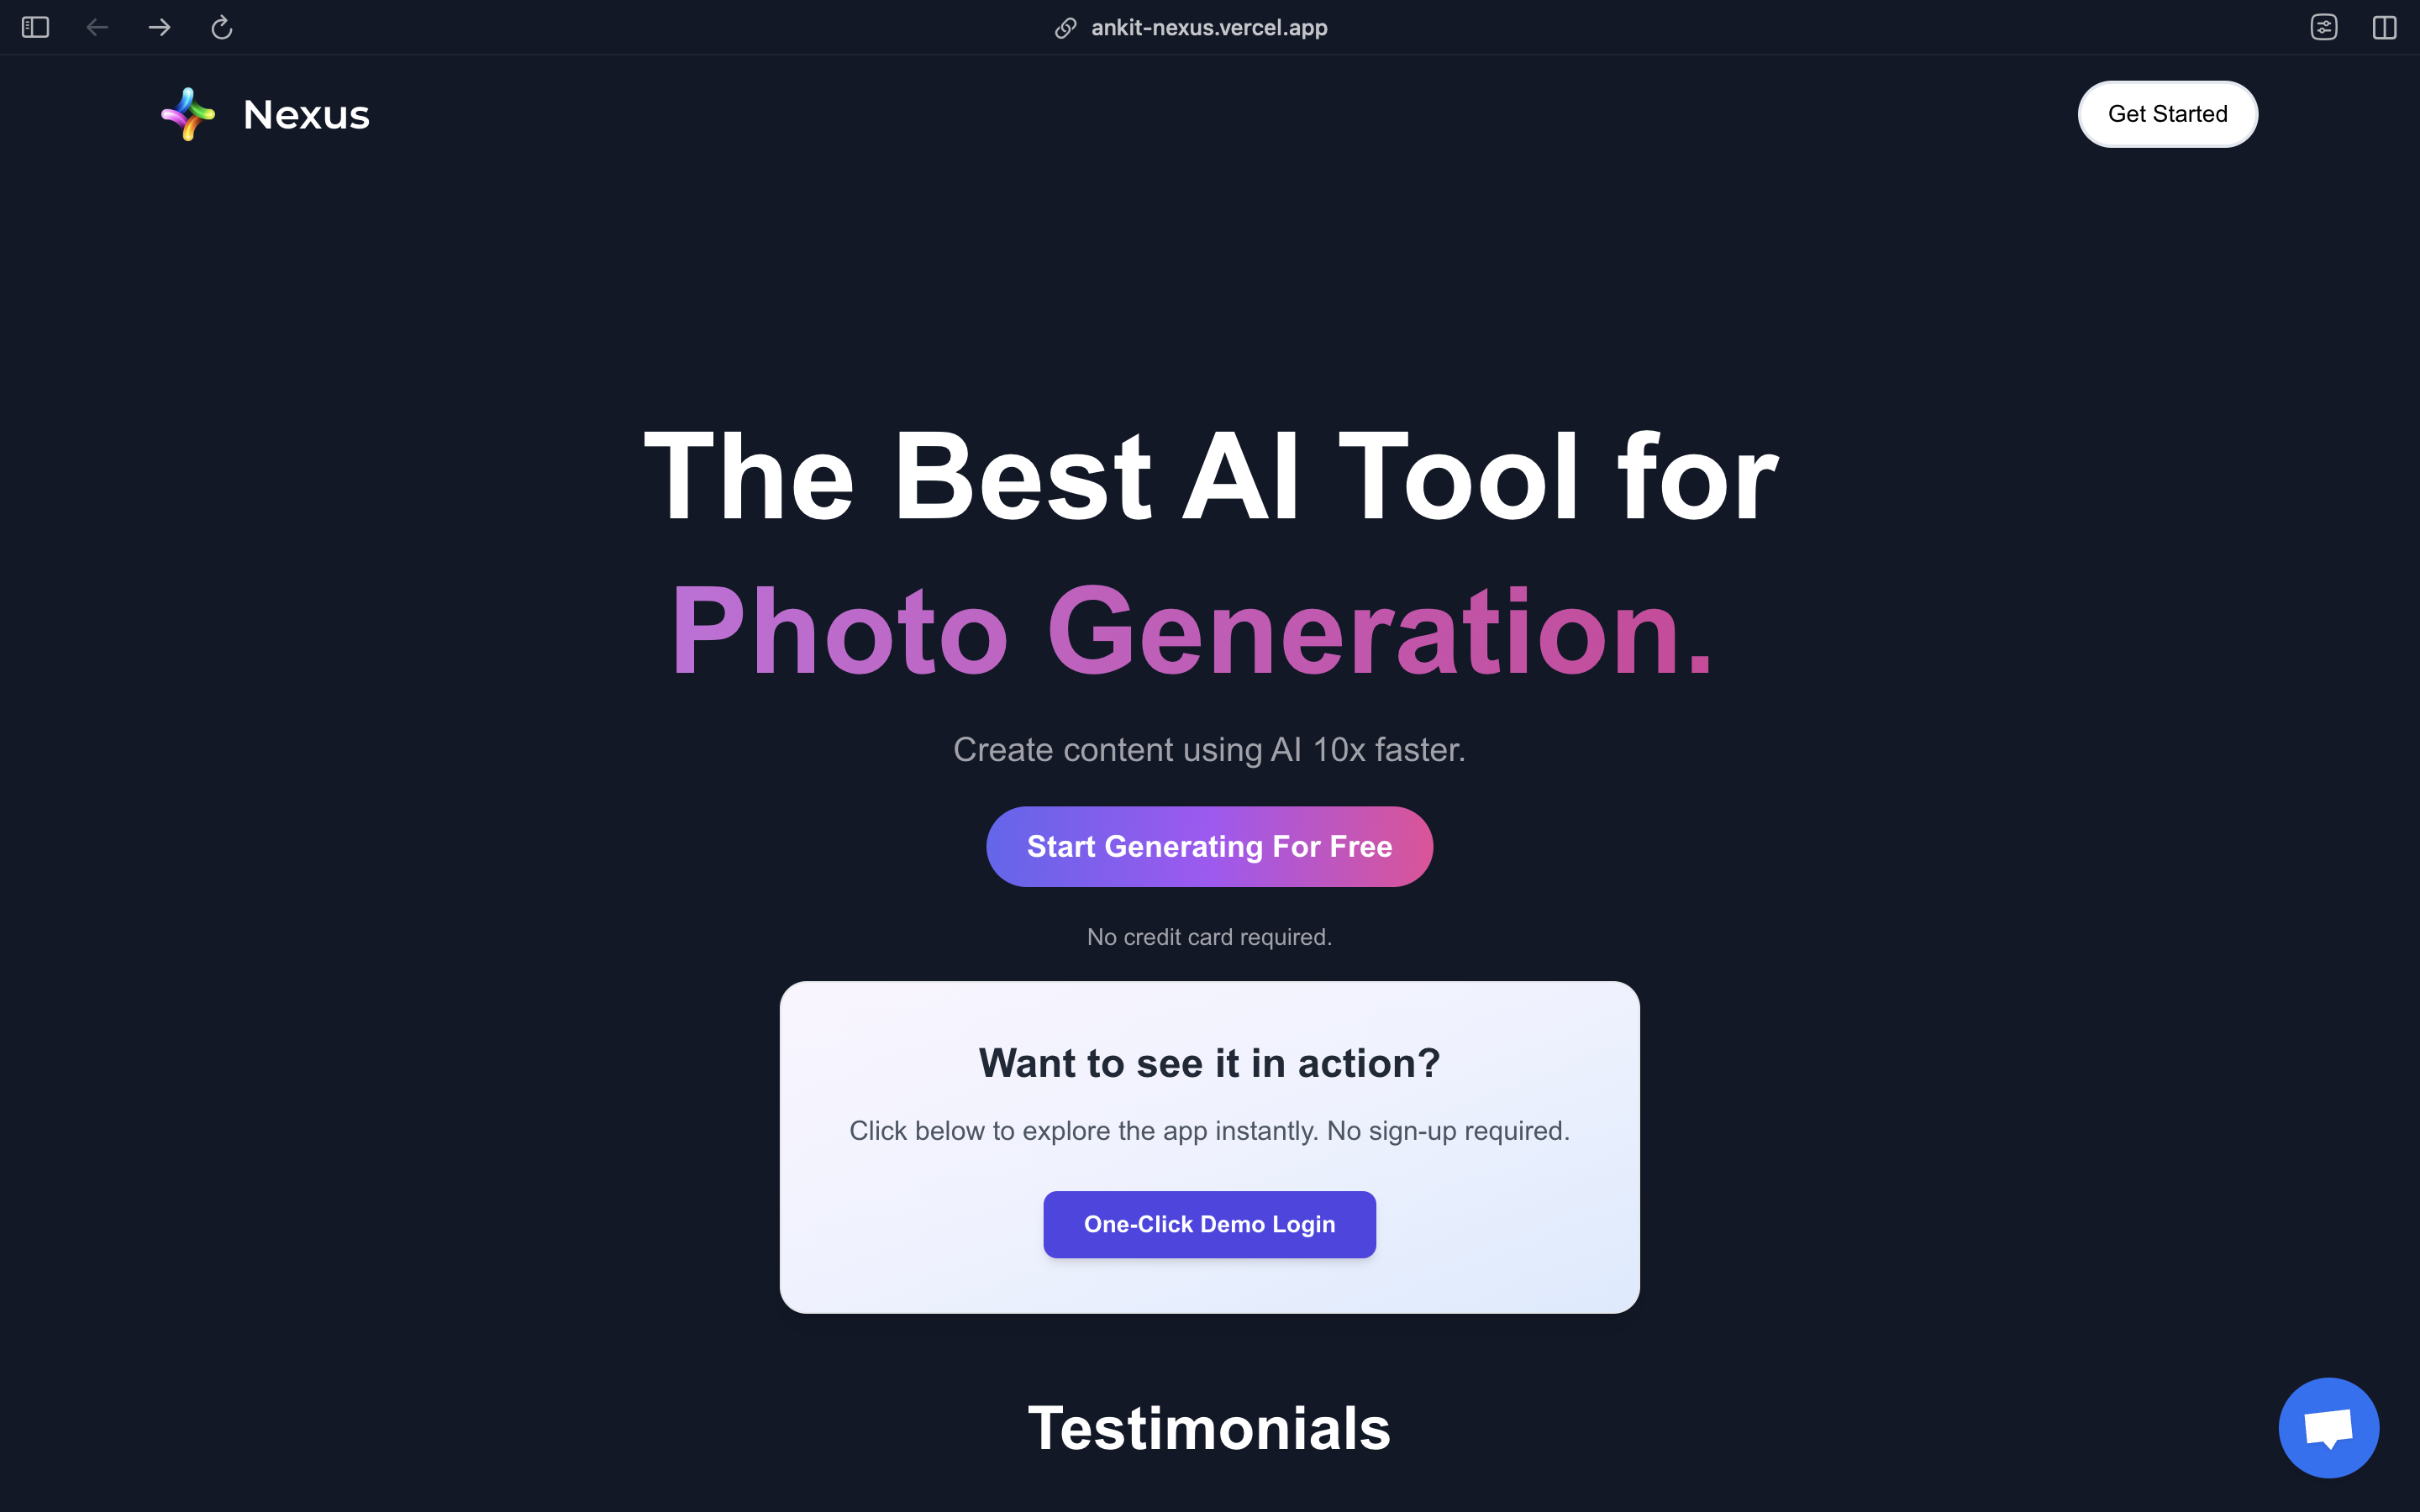 ankit-nexus.vercel.app
Nexus
Get Started
The Best AI Tool for
Photo Generation.
Create content using AI 10x faster.
Start Generating For Free
No credit card required.
Want to see it in action?
Click below to explore the app instantly. No sign-up required.
One-Click Demo Login
Testimonials